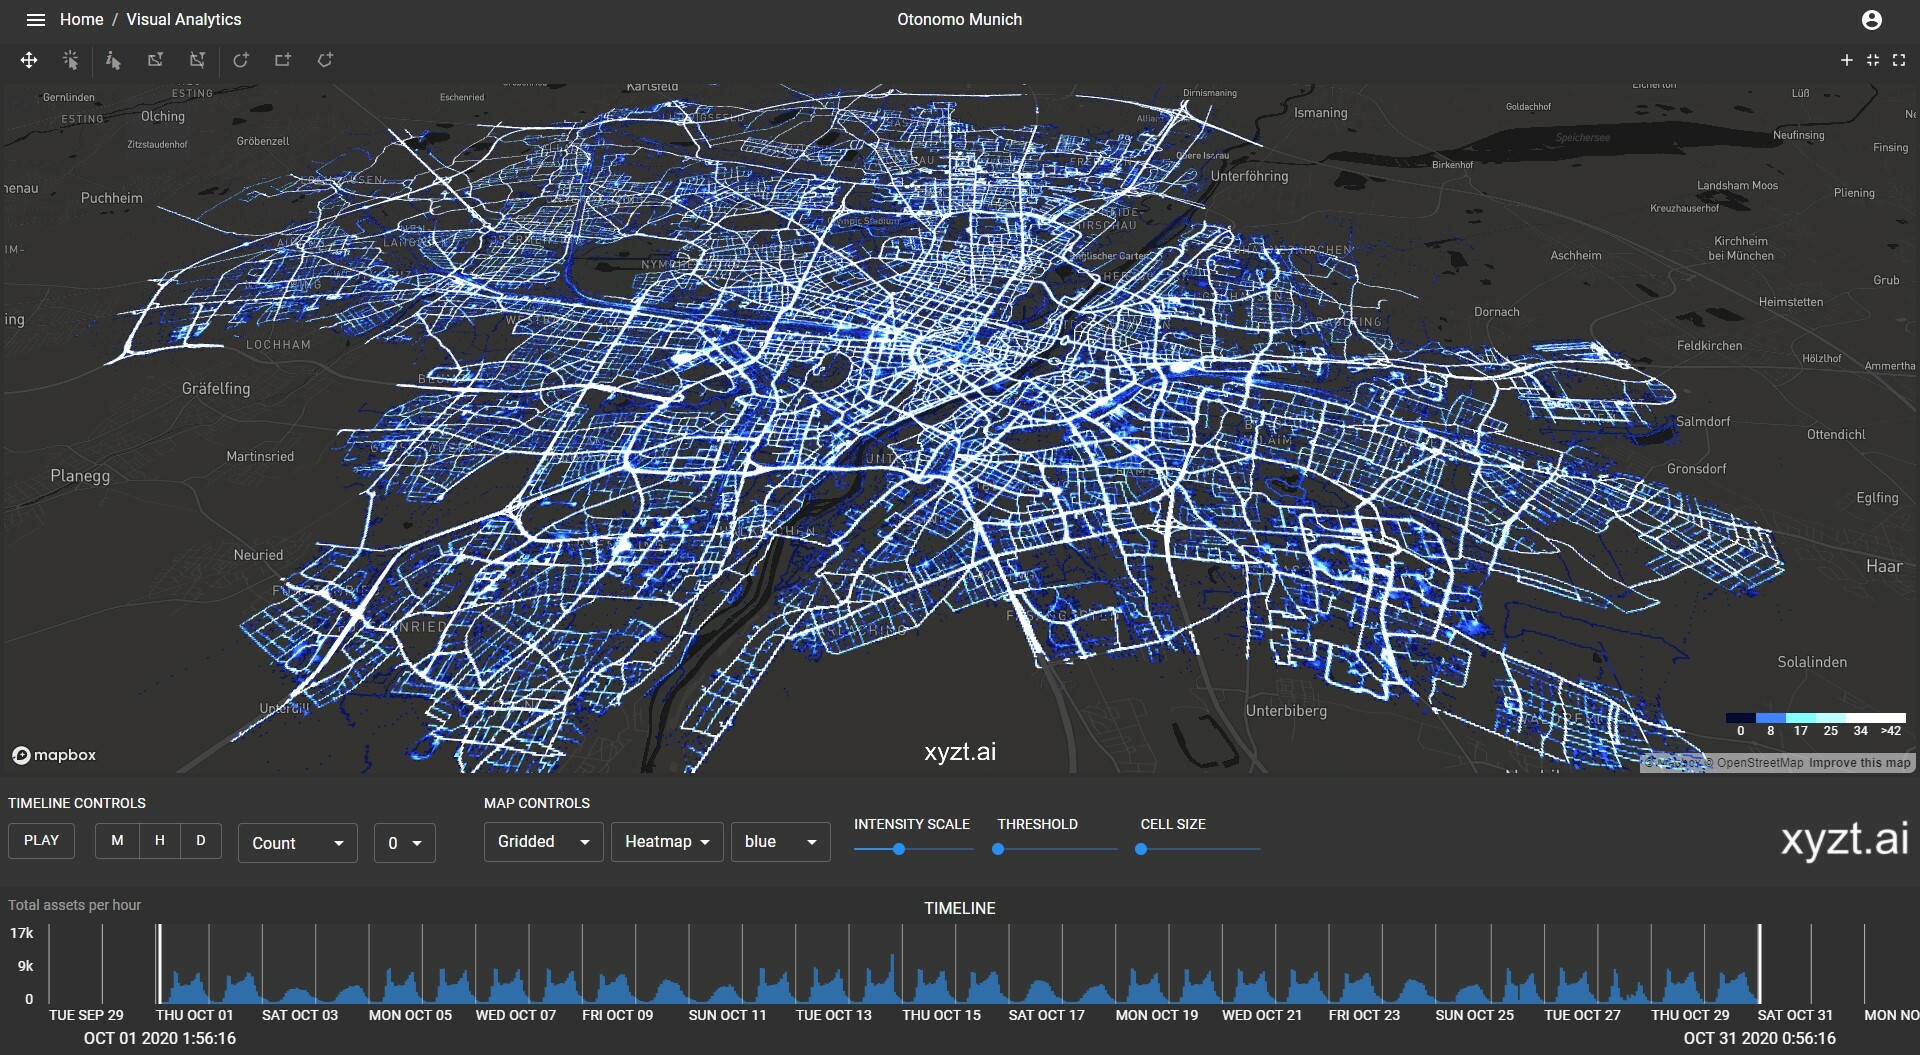 Home / Visual Analytics
Otonomo Munich
Gernlinden
ESTING
Eschenried
Karlsfeld
Dirnismaning
Lüß
ESTING
Olching
Ismaning
Goldachhof
Zitzstaudenhof
Gröbenzell
Speichersee
Neufinsing
Finsing
Obere Isarau
Birkenhof
Unterföhring
Puchheim
Landsham Moos
Pliening
Kreuzhauserhof
Kirchheim
bei München
Aschheim
Englischer Garten
Grub
Heimstetten
Dornach
LOCHHAM
Feldkirchen
Hölzlhof
Ammertha
Gräfelfing
Salmdorf
Ottendichl
Martinsried
Gronsdorf
Planegg
Eglfing
Neuried
Haar
Solalinden
Unterdill
Unterbiberg
0 8 17 25 34 >42
mapbox
xyzt.ai
© Mapbox © OpenStreetMap Improve this map
TIMELINE CONTROLS
MAP CONTROLS
PLAY
M H D
Count
0
Gridded
Heatmap
blue
INTENSITY SCALE
THRESHOLD
CELL SIZE
xyzt.ai
Total assets per hour
TIMELINE
17k
9k
0
TUE SEP 29 THU OCT 01 SAT OCT 03 MON OCT 05 WED OCT 07 FRI OCT 09 SUN OCT 11 TUE OCT 13 THU OCT 15 SAT OCT 17 MON OCT 19 WED OCT 21 FRI OCT 23 SUN OCT 25 TUE OCT 27 THU OCT 29 SAT OCT 31 MON NO
OCT 01 2020 1:56:16
OCT 31 2020 0:56:16